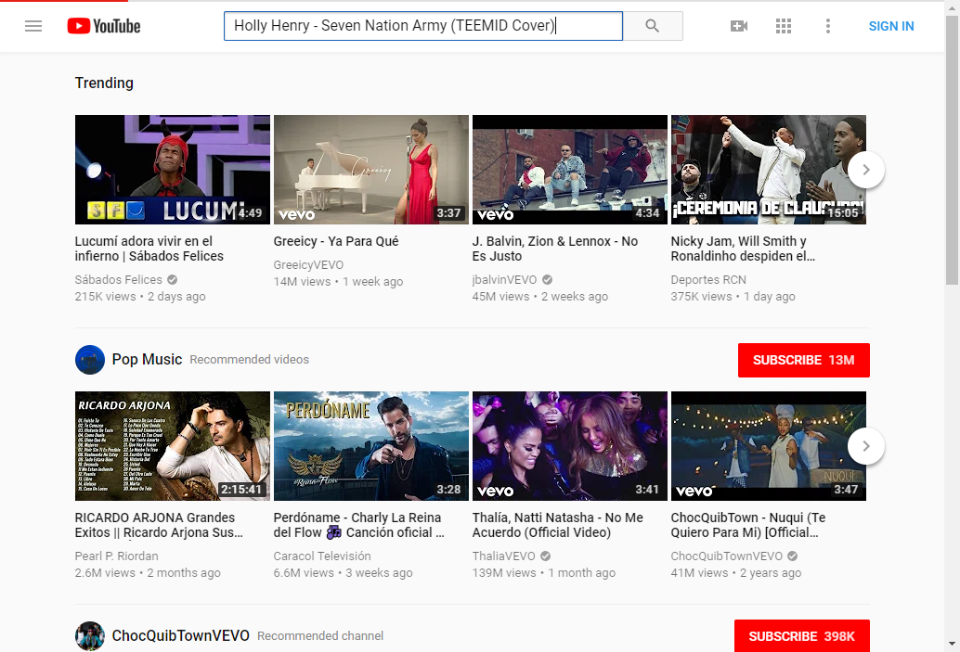 YouTube
Holly Henry - Seven Nation Army (TEEMID Cover)
SIGN IN
Trending
SFC LUCUMÍ 4:49
vevo 3:37
vevo 4:34
¡CEREMONIA DE CLAUSURA! 15:05
Lucumí adora vivir en el
infierno | Sábados Felices
Sábados Felices
215K views • 2 days ago
Greeicy - Ya Para Qué
GreeicyVEVO
14M views • 1 week ago
J. Balvin, Zion & Lennox - No
Es Justo
jbalvinVEVO
45M views • 2 weeks ago
Nicky Jam, Will Smith y
Ronaldinho despiden el...
Deportes RCN
375K views • 1 day ago
Pop Music Recommended videos
SUBSCRIBE 13M
RICARDO ARJONA
2:15:41
PERDÓNAME
3:28
vevo 3:41
NUQUI
vevo 3:47
RICARDO ARJONA Grandes
Exitos || Ricardo Arjona Sus...
Pearl P. Riordan
2.6M views • 2 months ago
Perdóname - Charly La Reina
del Flow 🎶 Canción oficial ...
Caracol Televisión
6.6M views • 3 weeks ago
Thalía, Natti Natasha - No Me
Acuerdo (Official Video)
ThaliaVEVO
139M views • 1 month ago
ChocQuibTown - Nuqui (Te
Quiero Para Mi) [Official...
ChocQuibTownVEVO
41M views • 2 years ago
ChocQuibTownVEVO Recommended channel
SUBSCRIBE 398K